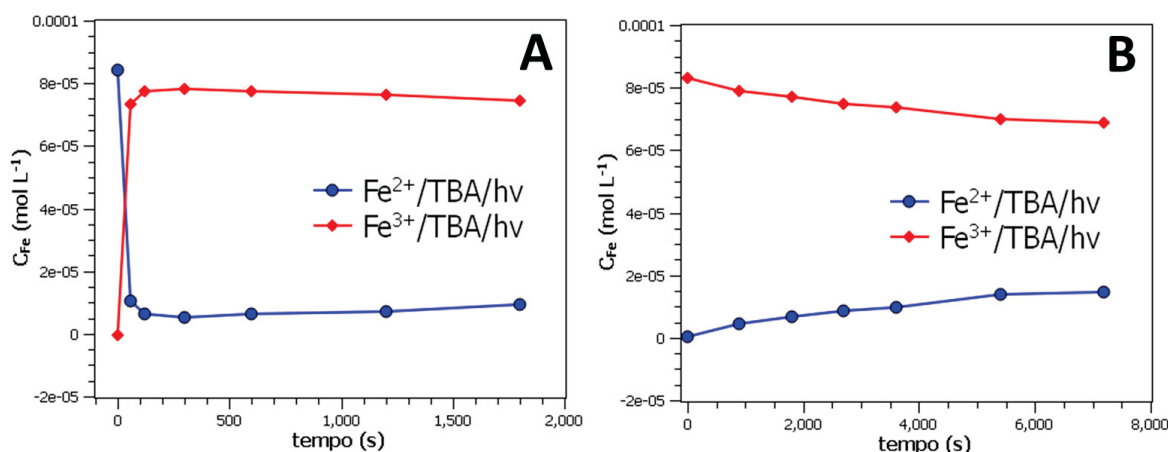 A
0.0001
8e-05
6e-05
4e-05
2e-05
0
-2e-05
C_Fe (mol L⁻¹)
Fe²⁺/TBA/hv
Fe³⁺/TBA/hv
0 500 1,000 1,500 2,000
tempo (s)
B
0.0001
8e-05
6e-05
4e-05
2e-05
0
-2e-05
C_Fe (mol L⁻¹)
Fe²⁺/TBA/hv
Fe³⁺/TBA/hv
0 2,000 4,000 6,000 8,000
tempo (s)